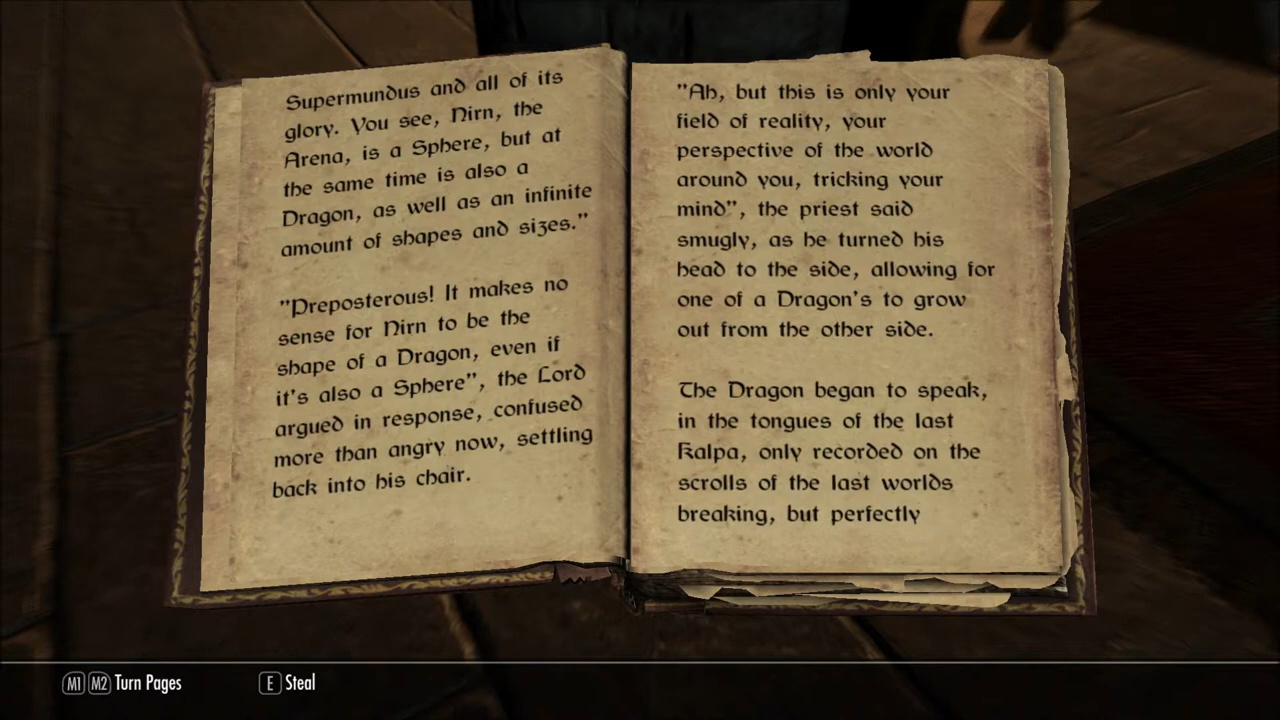 Supermundus and all of its
glory. You see, Nirn, the
Arena, is a Sphere, but at
the same time is also a
Dragon, as well as an infinite
amount of shapes and sizes."
"Preposterous! It makes no
sense for Nirn to be the
shape of a Dragon, even if
it's also a Sphere", the Lord
argued in response, confused
more than angry now, settling
back into his chair.
"Ah, but this is only your
field of reality, your
perspective of the world
around you, tricking your
mind", the priest said
smugly, as he turned his
head to the side, allowing for
one of a Dragon's to grow
out from the other side.
The Dragon began to speak,
in the tongues of the last
Kalpa, only recorded on the
scrolls of the last worlds
breaking, but perfectly
M1 M2 Turn Pages
E Steal